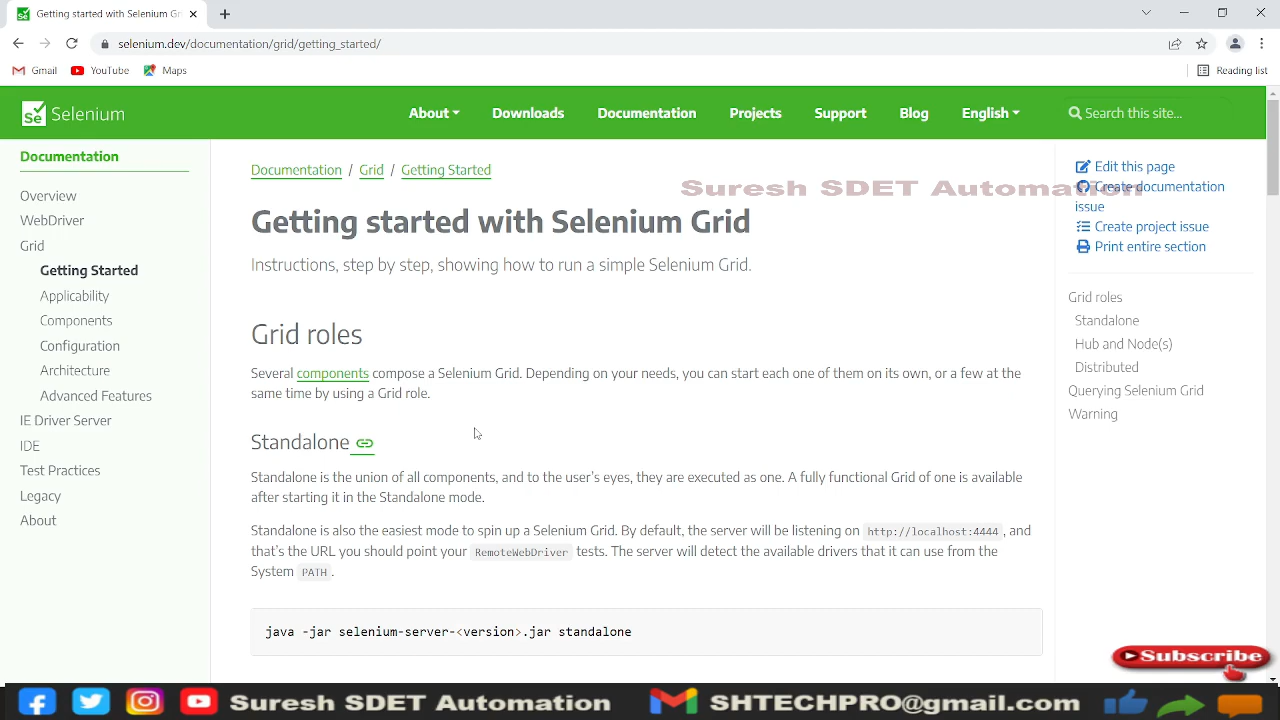 Getting started with Selenium Gr
selenium.dev/documentation/grid/getting_started/
Gmail
YouTube
Maps
Reading list
Se Selenium
About
Downloads
Documentation
Projects
Support
Blog
English
Search this site...
Documentation
Overview
WebDriver
Grid
Getting Started
Applicability
Components
Configuration
Architecture
Advanced Features
IE Driver Server
IDE
Test Practices
Legacy
About
Documentation / Grid / Getting Started
Suresh SDET Automation
Getting started with Selenium Grid
Instructions, step by step, showing how to run a simple Selenium Grid.
Grid roles
Several components compose a Selenium Grid. Depending on your needs, you can start each one of them on its own, or a few at the
same time by using a Grid role.
Standalone
Standalone is the union of all components, and to the user's eyes, they are executed as one. A fully functional Grid of one is available
after starting it in the Standalone mode.
Standalone is also the easiest mode to spin up a Selenium Grid. By default, the server will be listening on http://localhost:4444, and
that's the URL you should point your RemoteWebDriver tests. The server will detect the available drivers that it can use from the
System PATH.
java -jar selenium-server-<version>.jar standalone
Edit this page
Create documentation
issue
Create project issue
Print entire section
Grid roles
Standalone
Hub and Node(s)
Distributed
Querying Selenium Grid
Warning
Subscribe
Suresh SDET Automation
SHTECHPRO@gmail.com